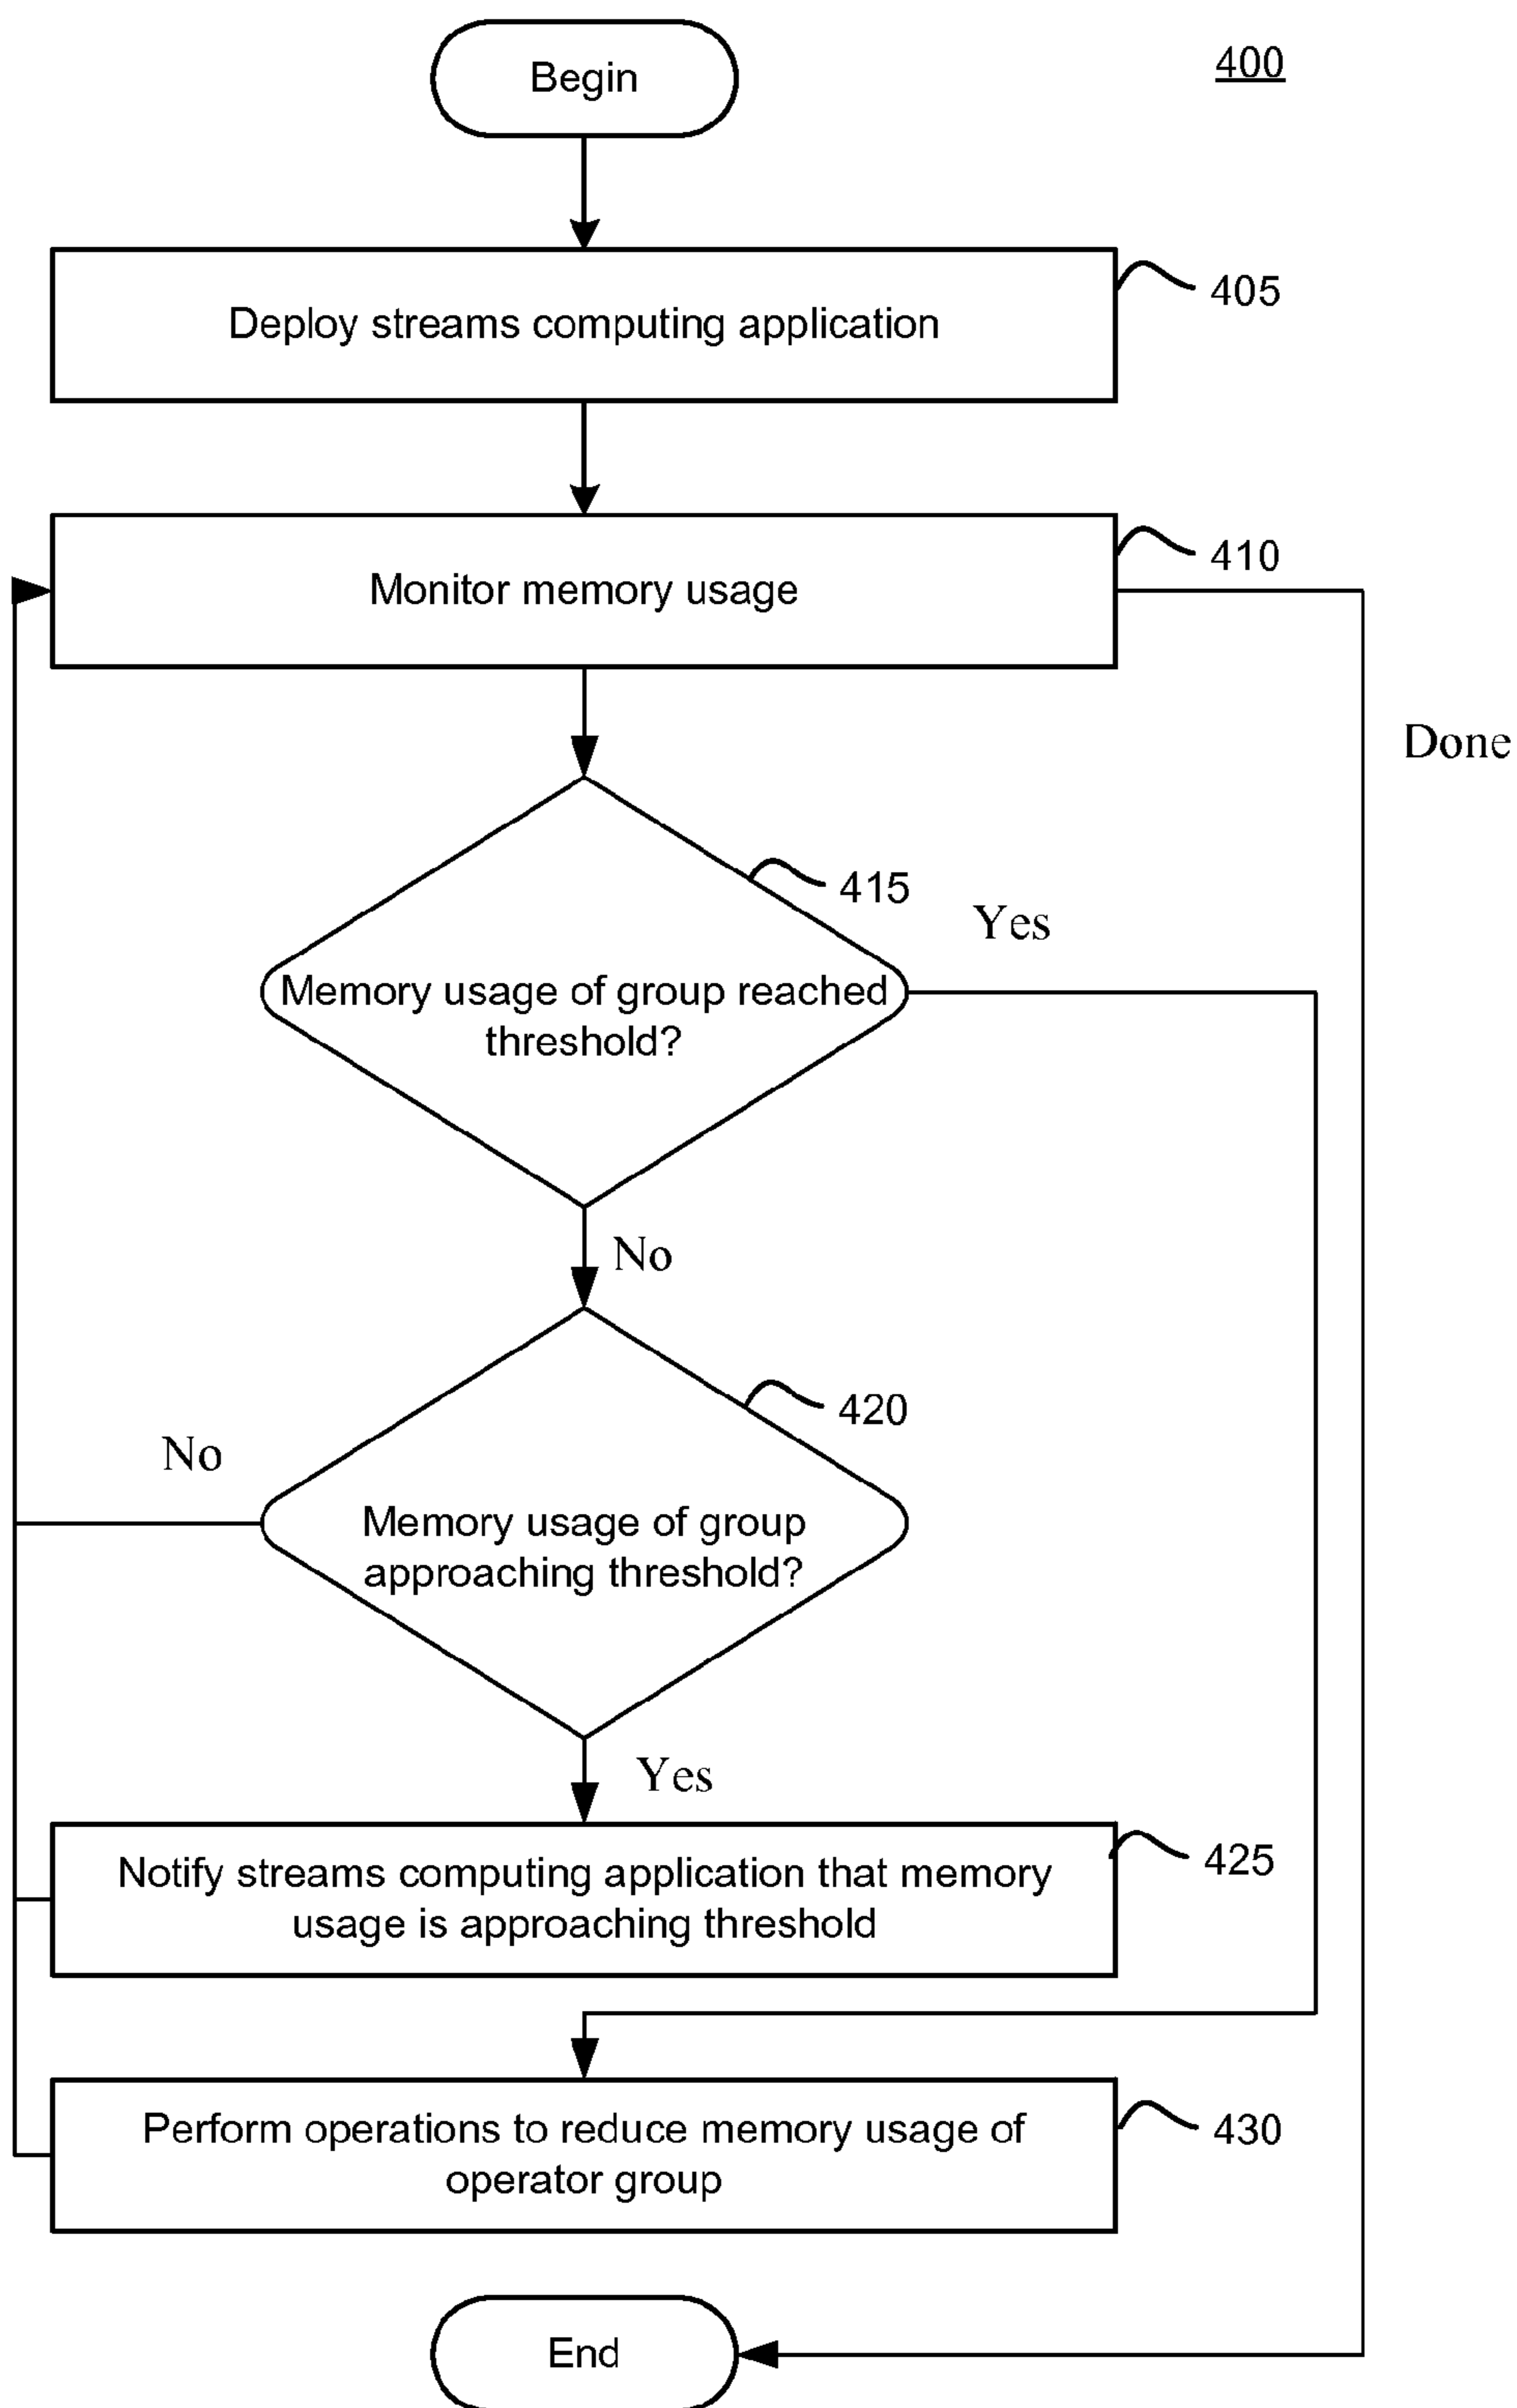 Begin
400
Deploy streams computing application
405
Monitor memory usage
410
Done
415
Yes
Memory usage of group reached
threshold?
No
420
No
Memory usage of group
approaching threshold?
Yes
Notify streams computing application that memory
usage is approaching threshold
425
Perform operations to reduce memory usage of
operator group
430
End